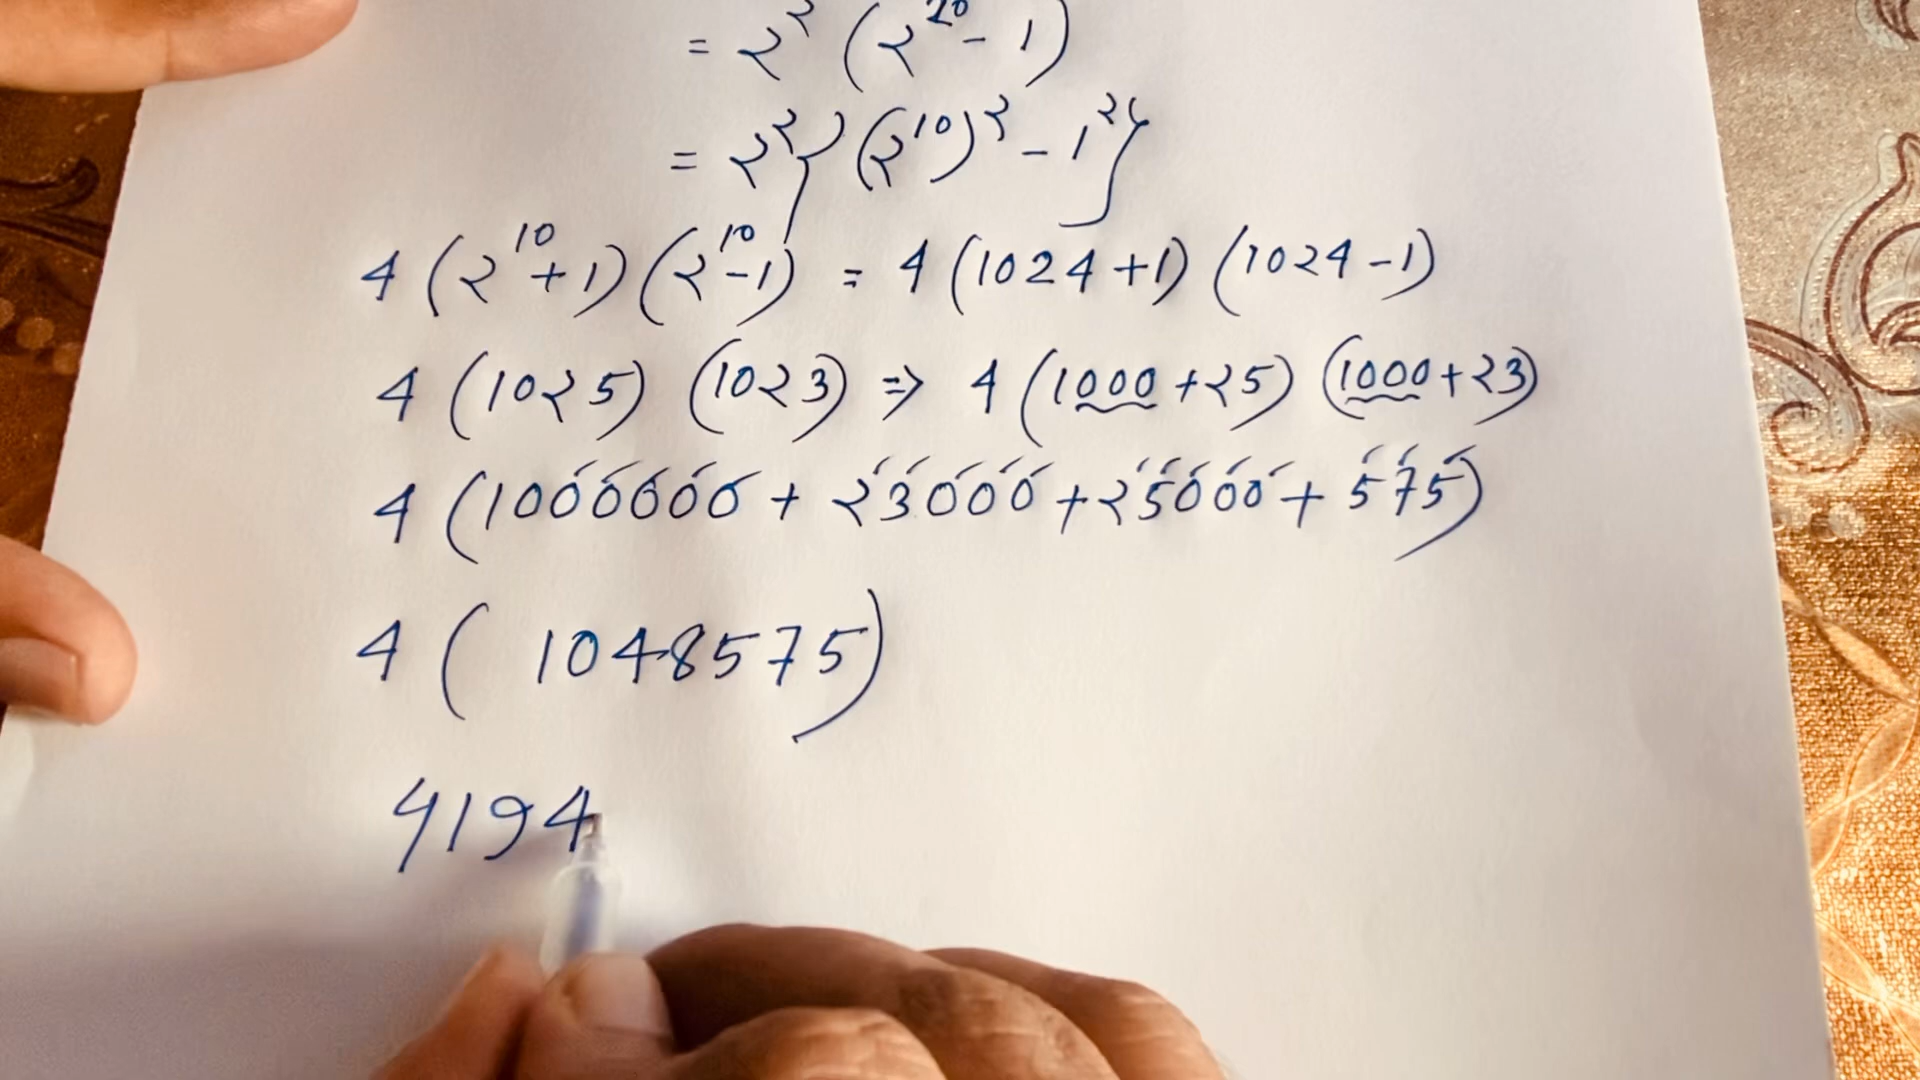 = 2² (2²⁰ - 1)
= 2² { (2¹⁰)² - 1² }
4 (2¹⁰ + 1) (2¹⁰ - 1) = 4 (1024 + 1) (1024 - 1)
4 (1025) (1023) ⇒ 4 (1000 + 25) (1000 + 23)
4 (1000000 + 23000 + 25000 + 575)
4 ( 1048575)
4194